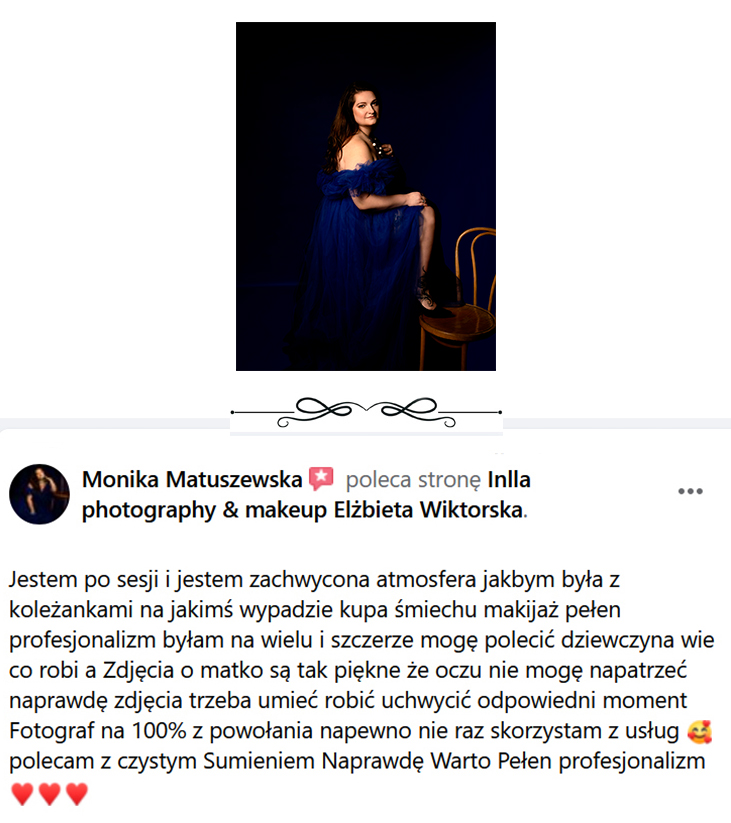 Monika Matuszewska poleca stronę Inlla
photography & makeup Elżbieta Wiktorska.
Jestem po sesji i jestem zachwycona atmosfera jakbym była z
koleżankami na jakimś wypadzie kupa śmiechu makijaż pełen
profesjonalizm byłam na wielu i szczerze mogę polecić dziewczyna wie
co robi a Zdjęcia o matko są tak piękne że oczu nie mogę napatrzeć
naprawdę zdjęcia trzeba umieć robić uchwycić odpowiedni moment
Fotograf na 100% z powołania napewno nie raz skorzystam z usług 🥰
polecam z czystym Sumieniem Naprawdę Warto Pełen profesjonalizm
❤️❤️❤️